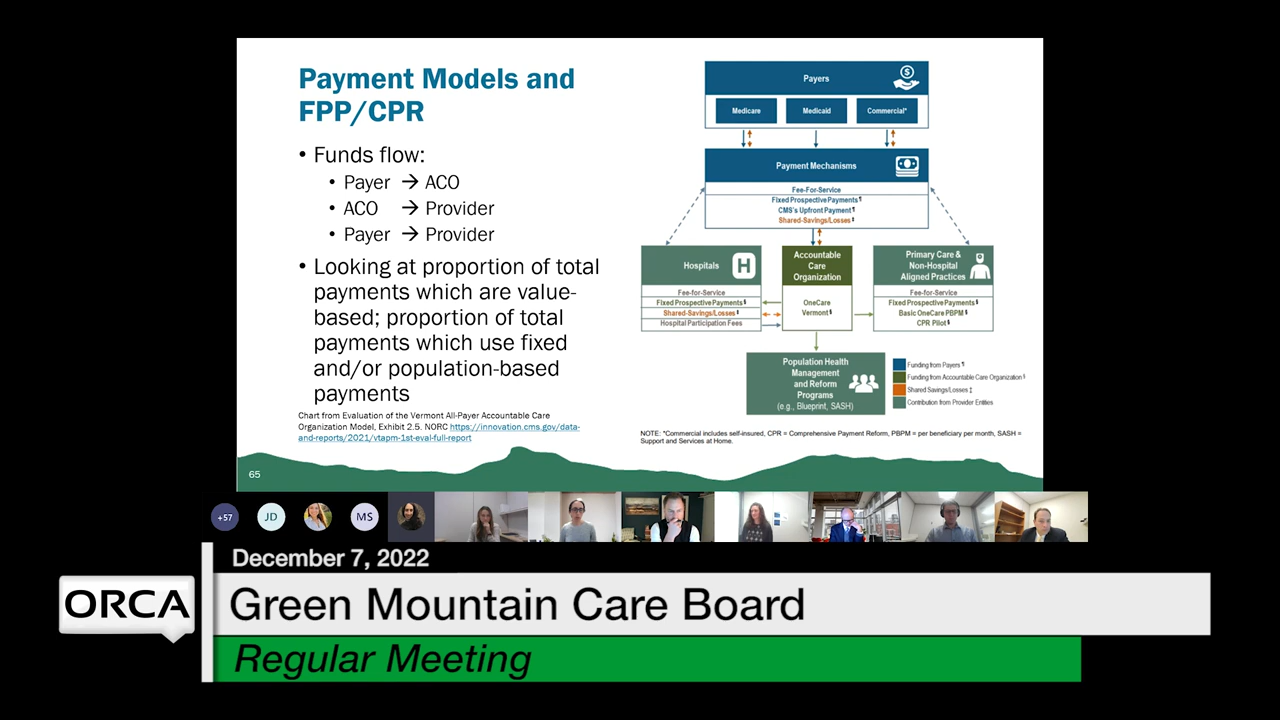 Payment Models and
FPP/CPR
• Funds flow:
• Payer → ACO
• ACO → Provider
• Payer → Provider
• Looking at proportion of total
payments which are value-
based; proportion of total
payments which use fixed
and/or population-based
payments
Chart from Evaluation of the Vermont All-Payer Accountable Care
Organization Model, Exhibit 2.5. NORC https://innovation.cms.gov/data-
and-reports/2021/vtapm-1st-eval-full-report
65
Payers
Medicare
Medicaid
Commercial*
Payment Mechanisms
Fee-For-Service
Fixed Prospective Payments¶
CMS's Upfront Payment¶
Shared-Savings/Losses‡
Hospitals
H
Fee-for-Service
Fixed Prospective Payments§
Shared-Savings/Losses‡
Hospital Participation Fees
Accountable
Care
Organization
OneCare
Vermont§
Primary Care &
Non-Hospital
Aligned Practices
Fee-for-Service
Fixed Prospective Payments§
Basic OneCare PBPM§
CPR Pilot§
Population Health
Management
and Reform
Programs
(e.g., Blueprint, SASH)
Funding from Payers ¶
Funding from Accountable Care Organization §
Shared Savings/Losses ‡
Contribution from Provider Entities
NOTE: *Commercial includes self-insured, CPR = Comprehensive Payment Reform, PBPM = per beneficiary per month, SASH =
Support and Services at Home.
+57
JD
MS
December 7, 2022
ORCA
Green Mountain Care Board
Regular Meeting